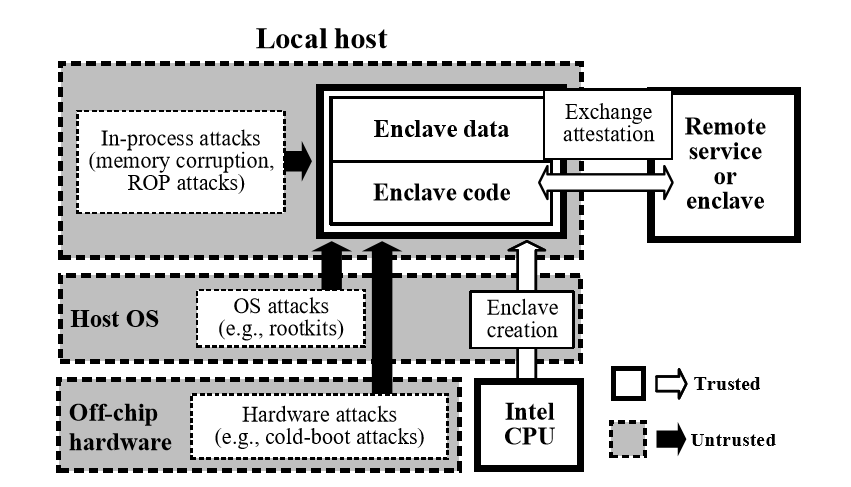 Local host
In-process attacks
(memory corruption,
ROP attacks)
Enclave data
Enclave code
Exchange
attestation
Remote
service
or
enclave
Host OS
OS attacks
(e.g., rootkits)
Enclave
creation
Off-chip
hardware
Hardware attacks
(e.g., cold-boot attacks)
Intel
CPU
Trusted
Untrusted